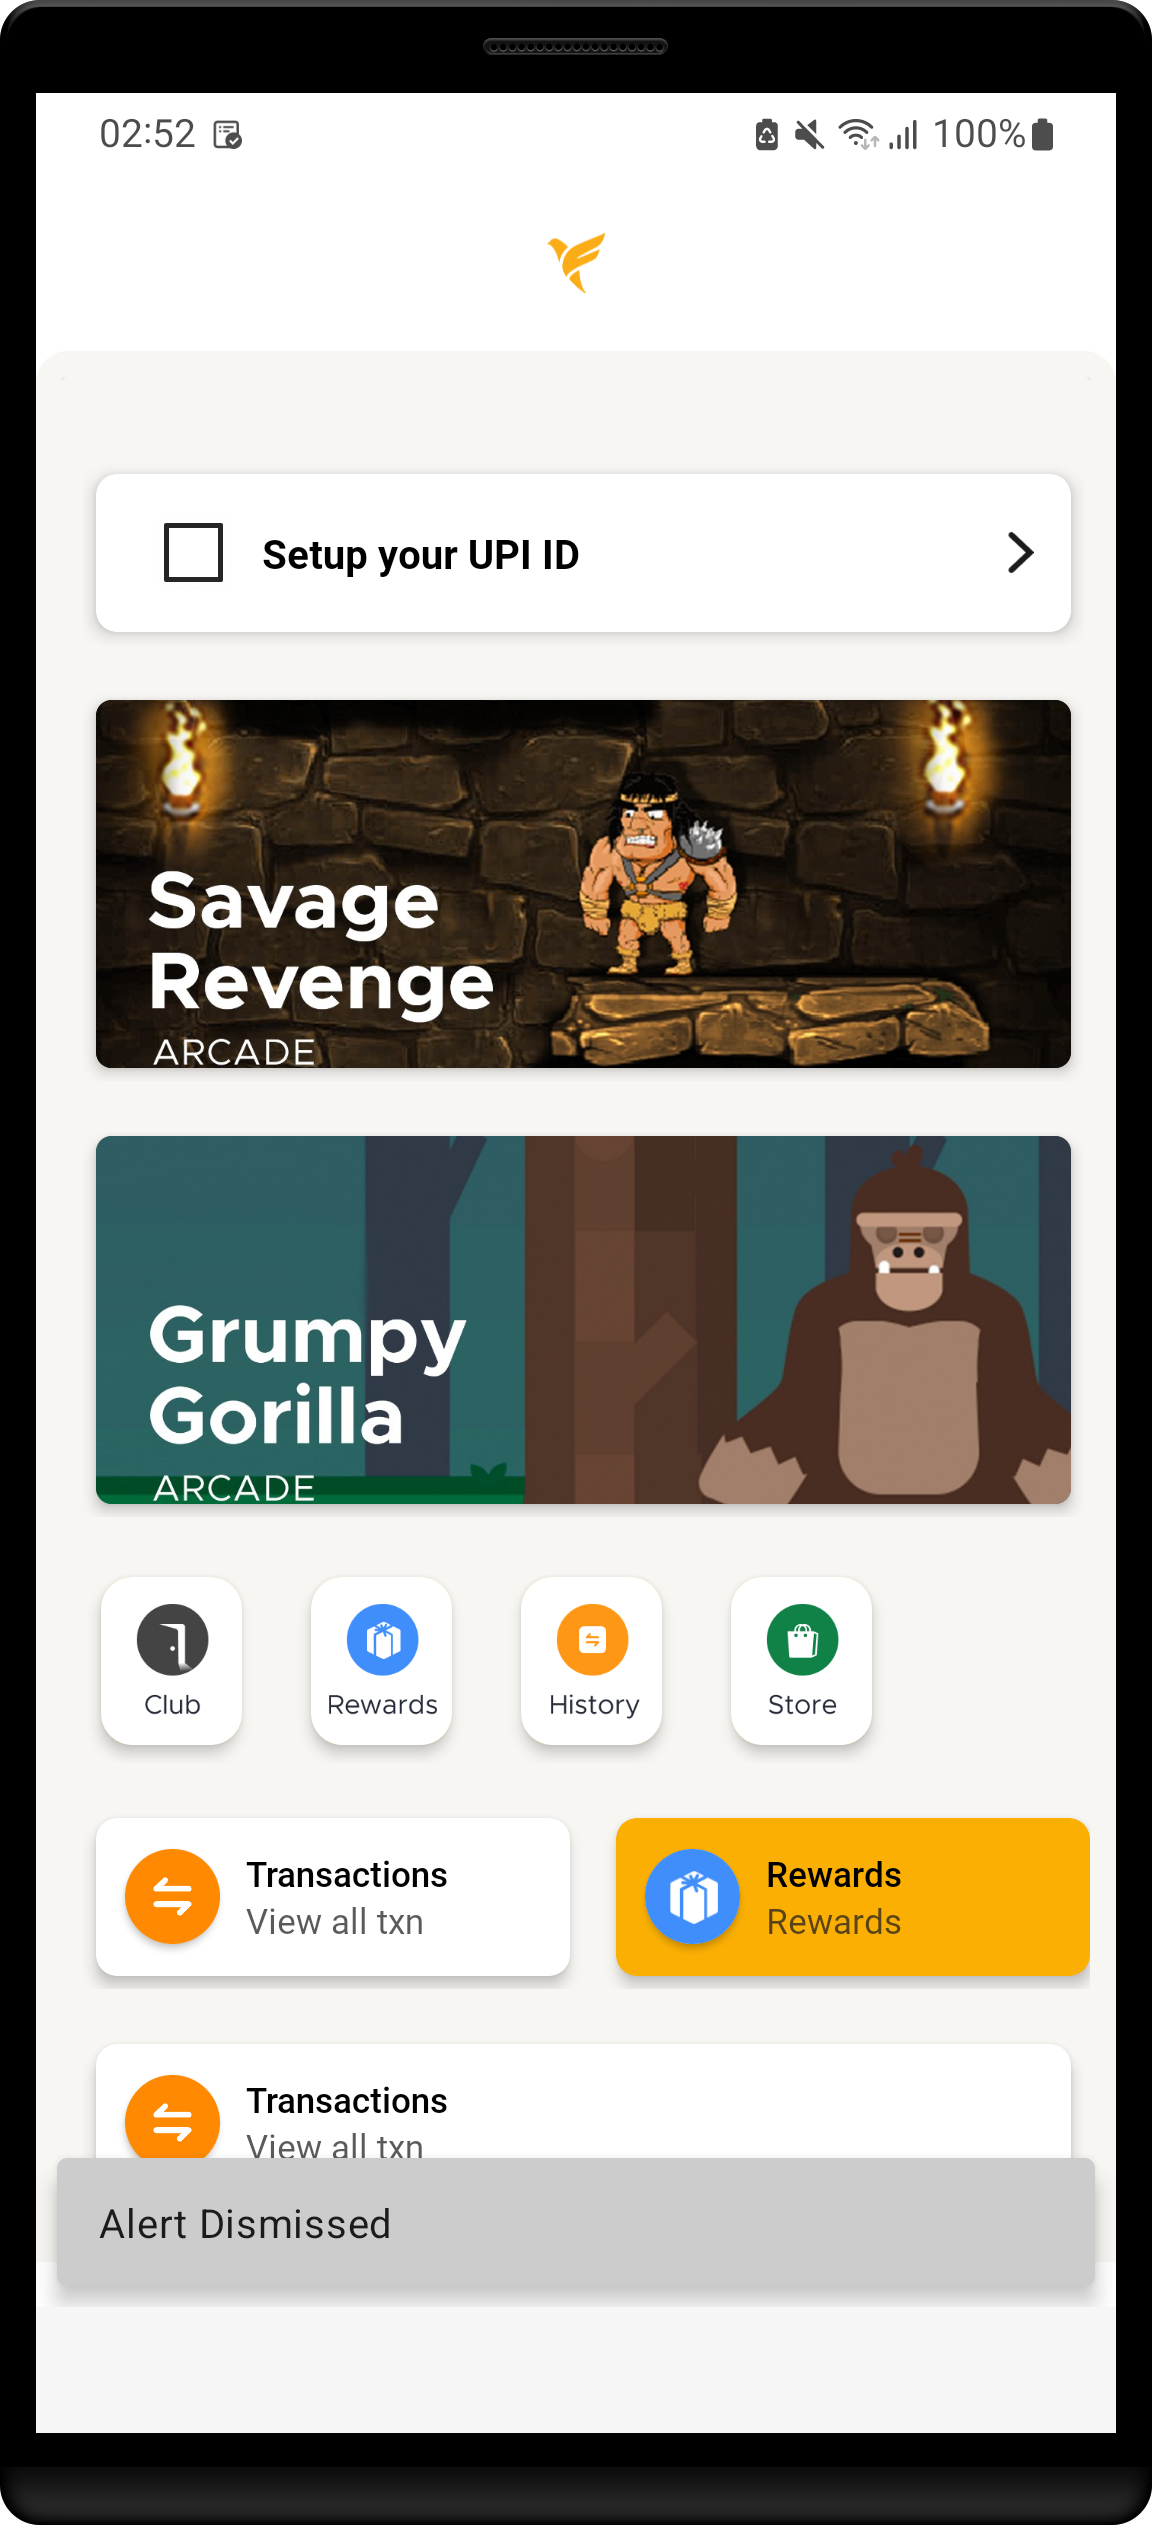 02:52
100%
Setup your UPI ID
Savage
Revenge
ARCADE
Grumpy
Gorilla
ARCADE
Club
Rewards
History
Store
Transactions
View all txn
Rewards
Rewards
Transactions
View all txn
Alert Dismissed